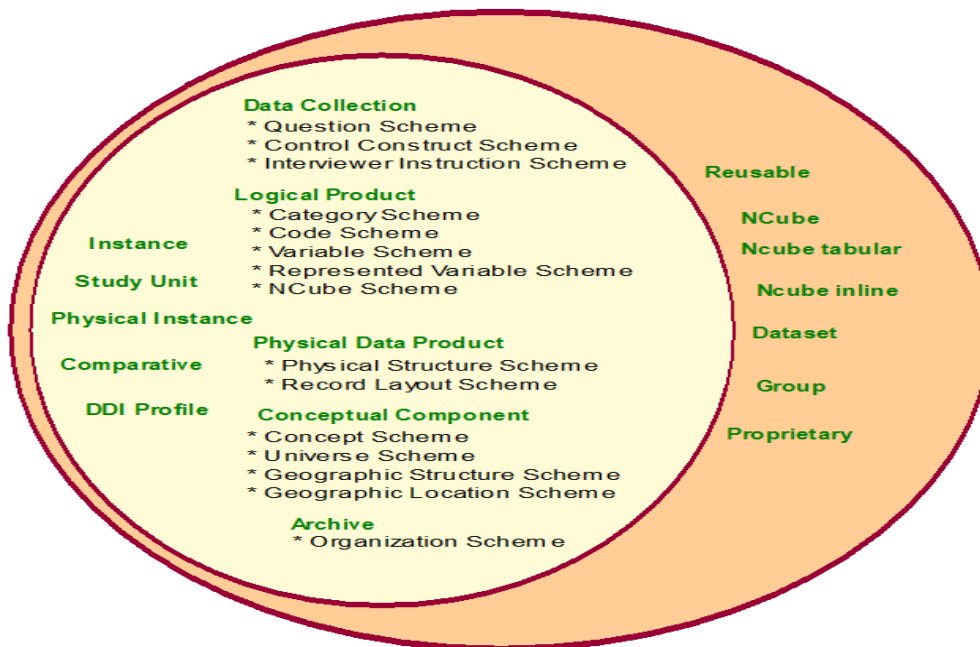 Data Collection
* Question Scheme
* Control Construct Scheme
* Interviewer Instruction Scheme
Logical Product
* Category Scheme
* Code Scheme
* Variable Scheme
* Represented Variable Scheme
* NCube Scheme
Physical Data Product
* Physical Structure Scheme
* Record Layout Scheme
Conceptual Component
* Concept Scheme
* Universe Scheme
* Geographic Structure Scheme
* Geographic Location Scheme
Archive
* Organization Scheme
Instance
Study Unit
Physical Instance
Comparative
DDI Profile
Reusable
NCube
Ncube tabular
Ncube inline
Dataset
Group
Proprietary